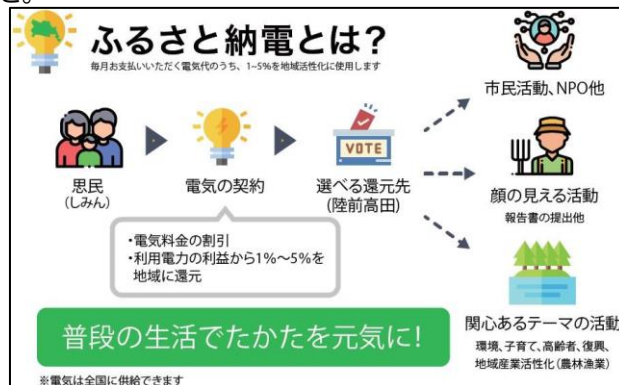 ふるさと納電とは?
毎月お支払いいただく電気代のうち、1~5%を地域活性化に使用します
思民
(しみん)
電気の契約
VOTE
選べる還元先
(陸前高田)
・電気料金の割引
・利用電力の利益から1%～5%を
地域に還元
市民活動、NPO他
顔の見える活動
報告書の提出他
関心あるテーマの活動
環境、子育て、高齢者、復興、
地域産業活性化(農林漁業)
普段の生活でたかたを元気に!
※電気は全国に供給できます